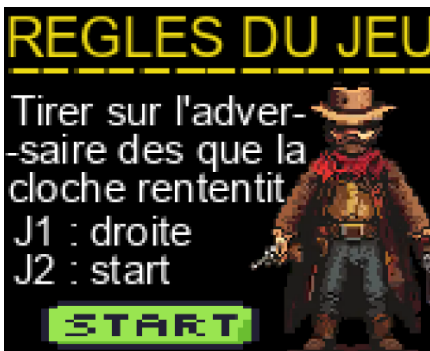 REGLES DU JEU
Tirer sur l'adver-
-saire des que la
cloche rententit
J1 : droite
J2 : start
START